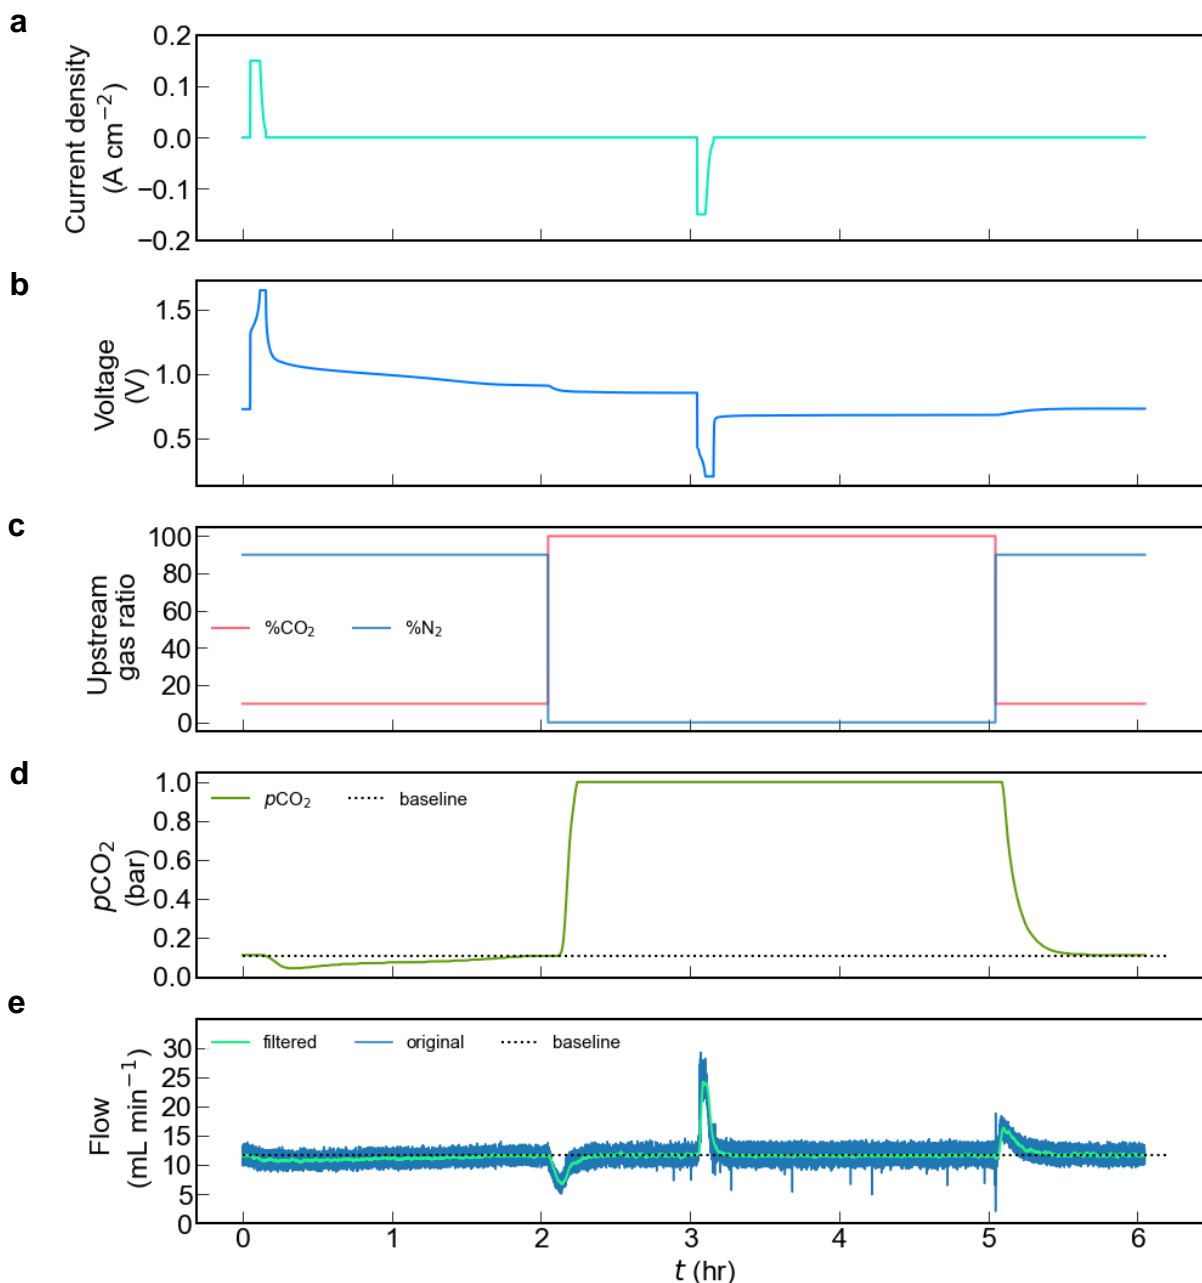 a
Current density
(A cm−2)
0.2
0.1
0.0
−0.1
−0.2
b
Voltage
(V)
1.5
1.0
0.5
c
Upstream
gas ratio
100
80
60
40
20
0
%CO2 %N2
d
pCO2
(bar)
1.0
0.8
0.6
0.4
0.2
0.0
pCO2 baseline
e
Flow
(mL min−1)
30
25
20
15
10
5
0
filtered original baseline
0 1 2 3 4 5 6
t (hr)